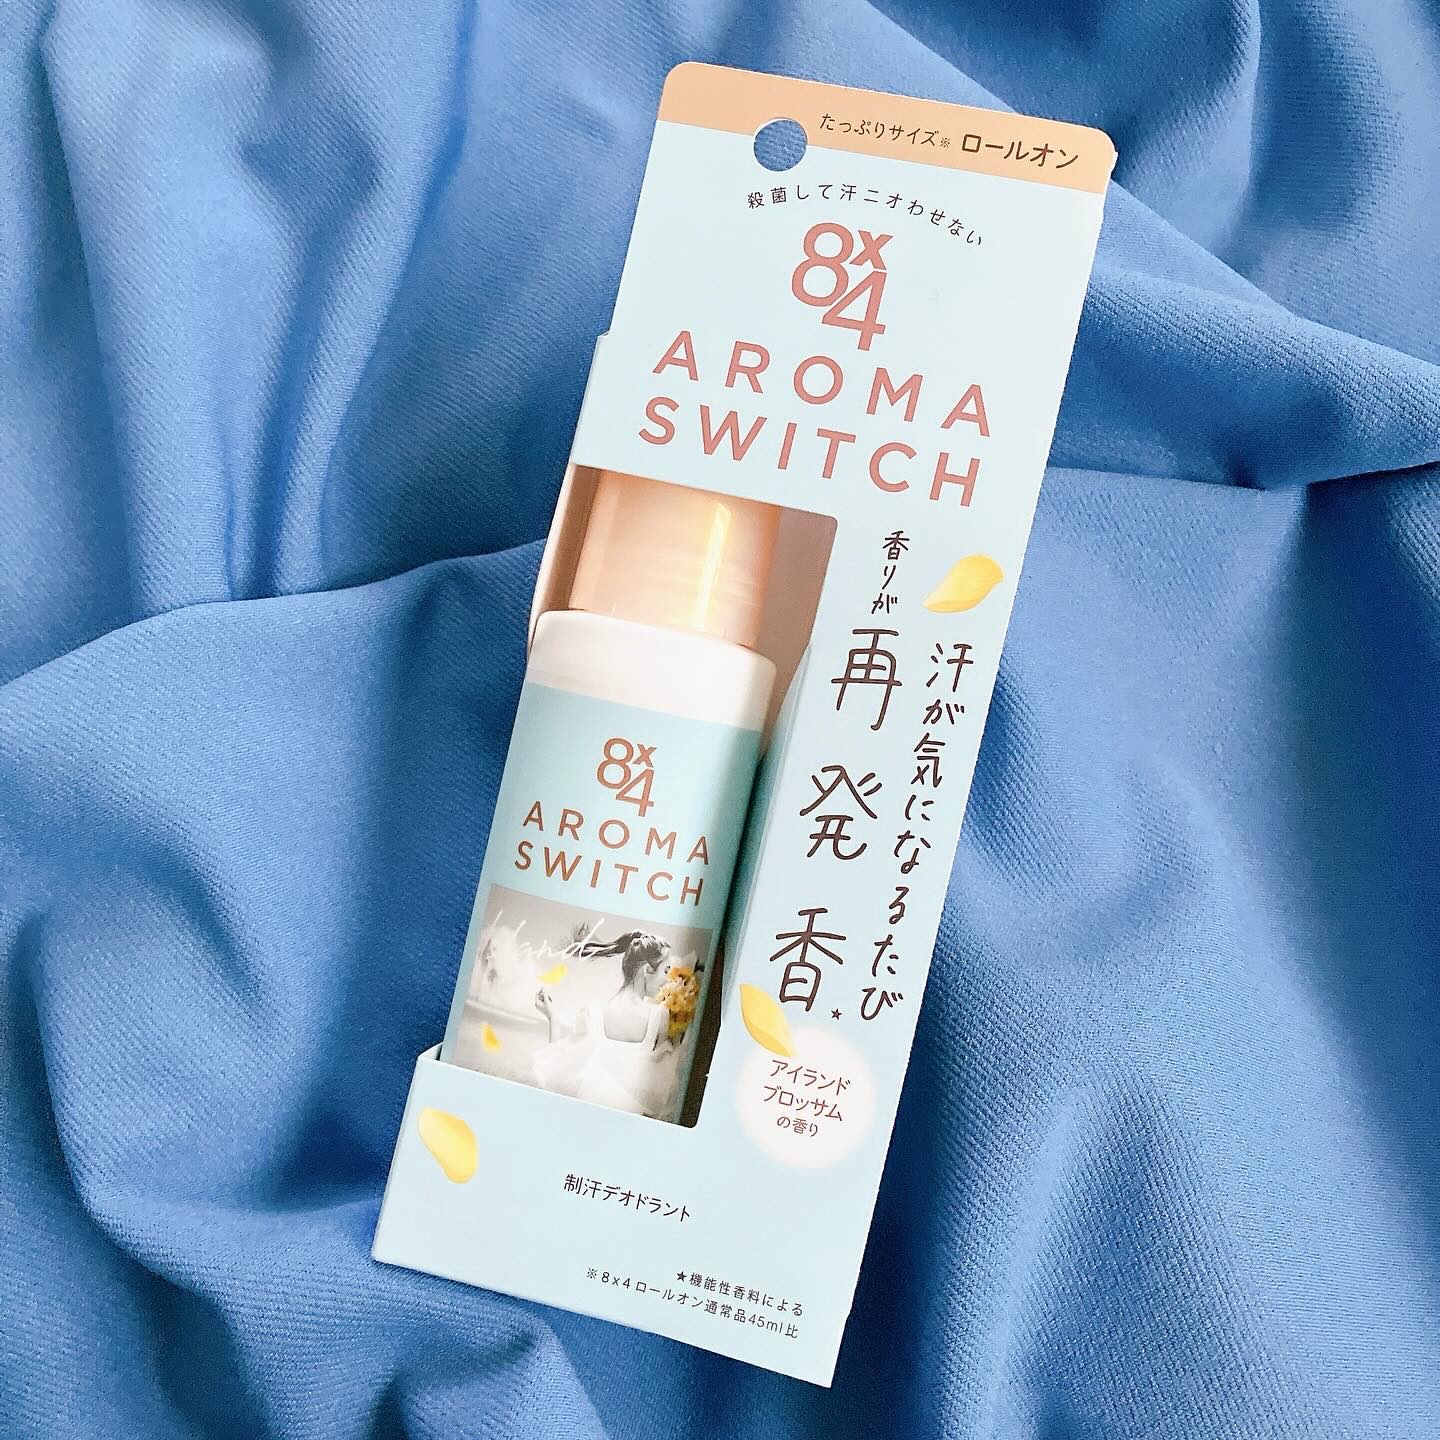 たっぷりサイズ※ ロールオン
殺菌して汗ニオわせない
8x4
AROMA
SWITCH
汗が気になるたび
香りが再発香★
アイランド
ブロッサム
の香り
8x4
AROMA
SWITCH
制汗デオドラント
★機能性香料による
※8x4ロールオン通常品45ml比